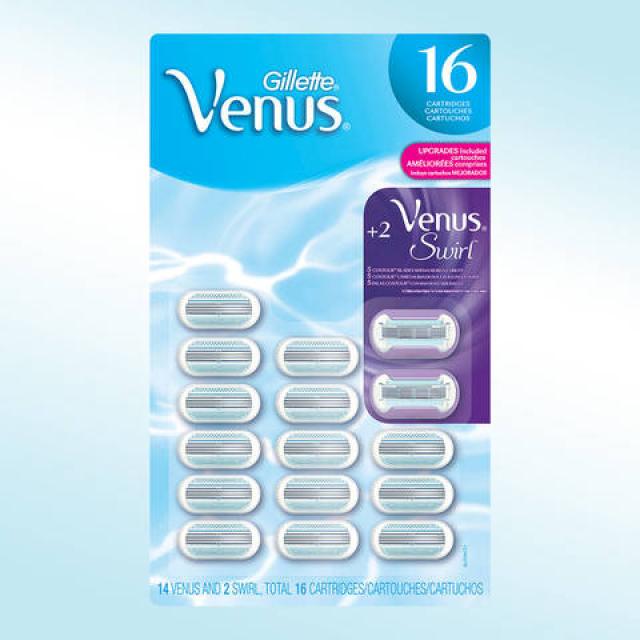 Gillette®
Venus®
16
CARTRIDGES
CARTOUCHES
CARTUCHOS
UPGRADES included
cartouches
AMÉLIORÉES comprises
Incluye cartuchos MEJORADOS
+2 Venus®
Swirl
14 VENUS AND 2 SWIRL, TOTAL 16 CARTRIDGES/CARTOUCHES/CARTUCHOS